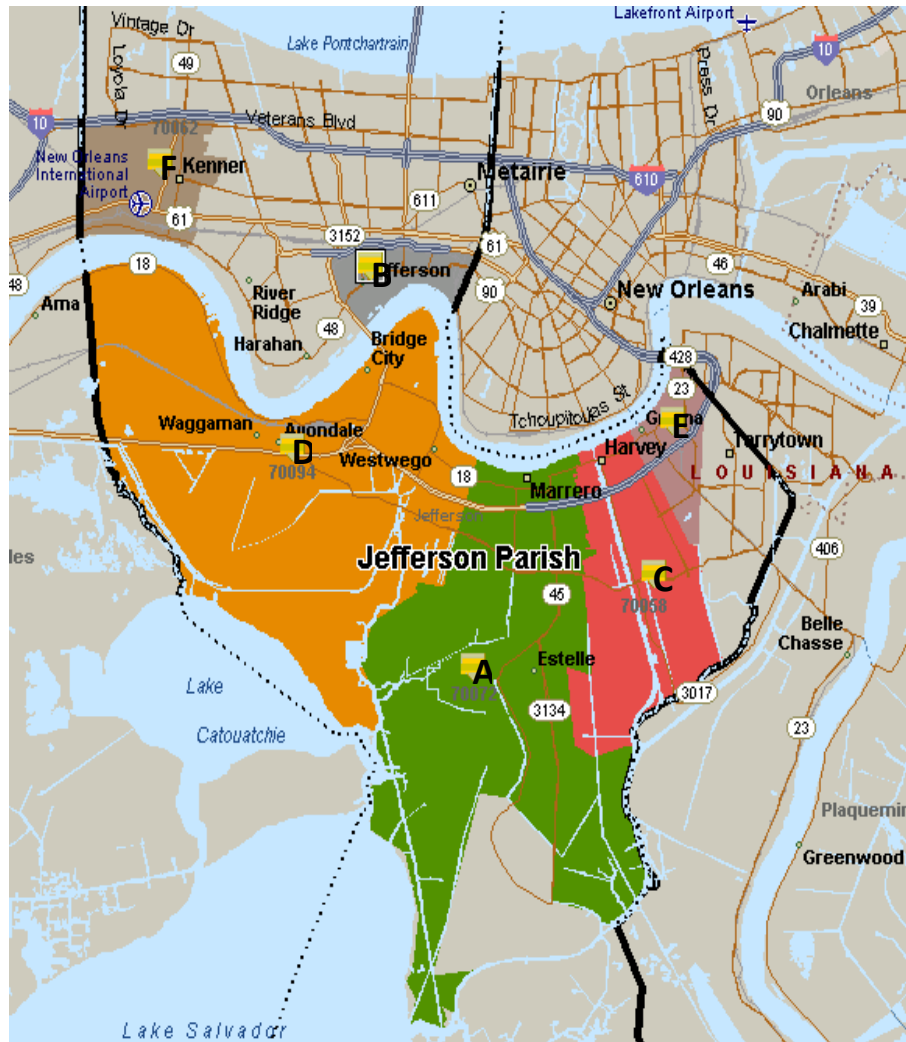 Lakefront Airport
Vintage Dr
Lake Pontchartrain
10
Loyola Dr
49
Press Dr
Orleans
90
10
70062
Veterans Blvd
New Orleans
International
Airport
F
Kenner
Metairie
610
611
61
3152
61
46
18
B
fferson
90
New Orleans
Arabi
39
48
Ama
River
Ridge
48
Harahan
Bridge
City
Chalmette
428
23
Tchoupitoulas St
E
Waggaman
Avondale
D
70094
Westwego
18
Harvey
Terrytown
LOUISIANA
Marrero
Jefferson
Jefferson Parish
406
les
45
C
70058
Belle
Chasse
A
70072
Estelle
Lake
Catouatchie
3134
3017
23
Plaquemin
Greenwood
Lake Salvador